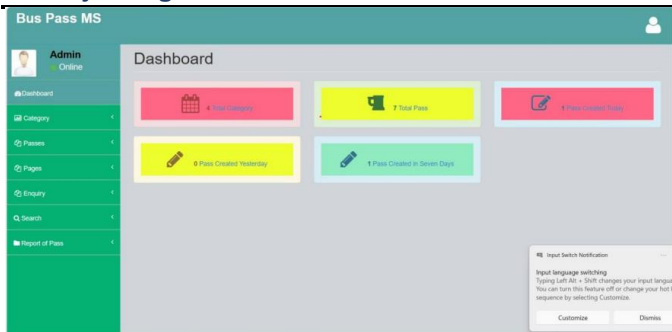 Bus Pass MS
Admin
Online
Dashboard
Dashboard
Category
Passes
Pages
Enquiry
Search
Report of Pass
4 Total Category
7 Total Pass
1 Pass Created Today
0 Pass Created Yesterday
1 Pass Created in Seven Days
Input Switch Notification
Input language switching
Typing Left Alt + Shift changes your input langua
You can turn this feature off or change your hot
sequence by selecting Customize.
Customize
Dismiss